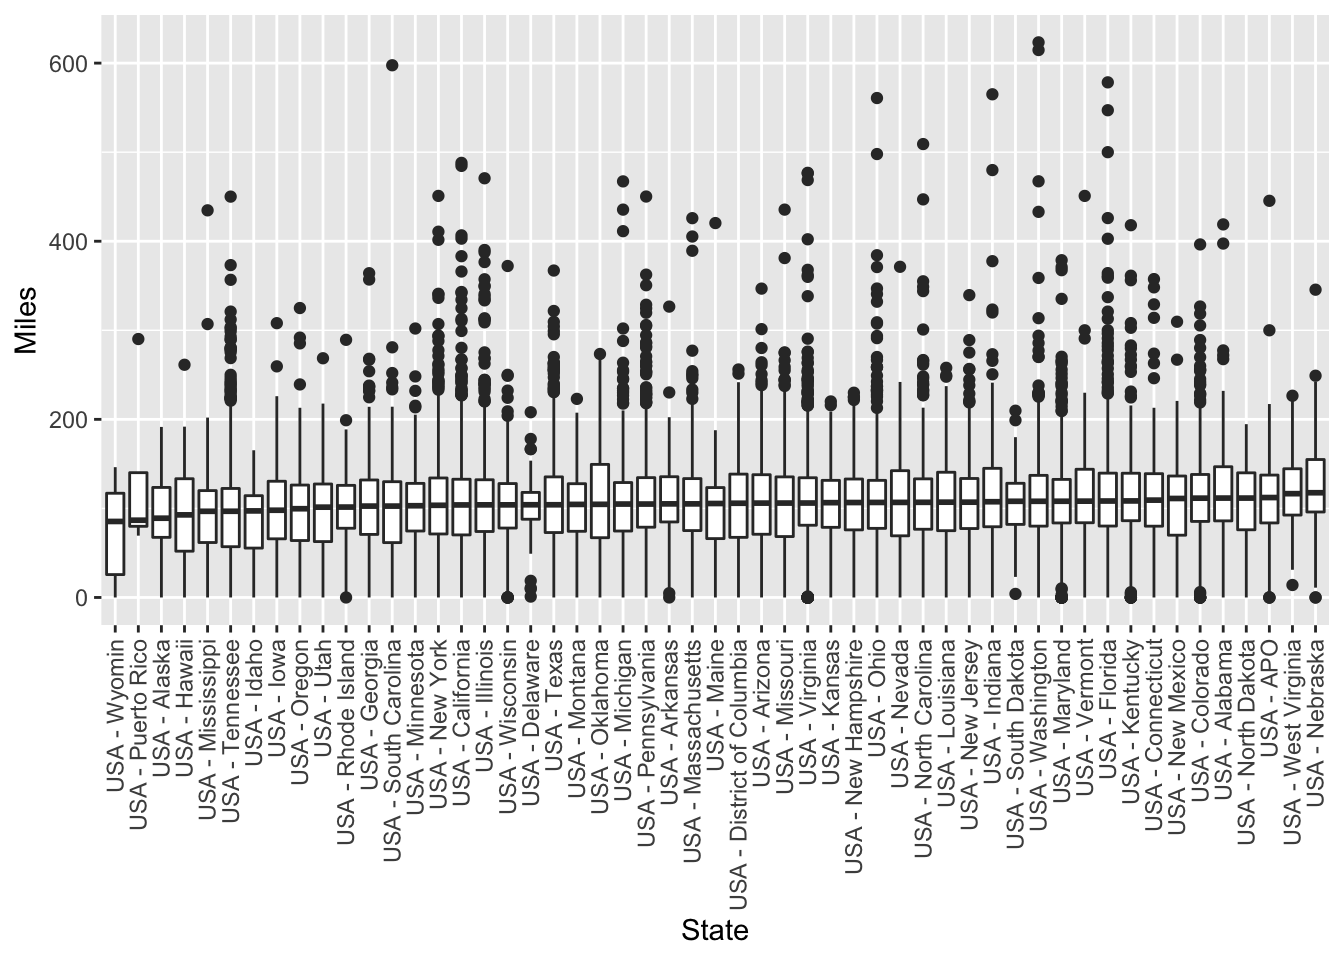 Miles
600
400
200
0
USA - Wyomin
USA - Puerto Rico
USA - Alaska
USA - Hawaii
USA - Mississippi
USA - Tennessee
USA - Idaho
USA - Iowa
USA - Oregon
USA - Utah
USA - Rhode Island
USA - Georgia
USA - South Carolina
USA - Minnesota
USA - New York
USA - California
USA - Illinois
USA - Wisconsin
USA - Delaware
USA - Texas
USA - Montana
USA - Oklahoma
USA - Michigan
USA - Pennsylvania
USA - Arkansas
USA - Massachusetts
USA - Maine
USA - District of Columbia
USA - Arizona
USA - Missouri
USA - Virginia
USA - Kansas
USA - New Hampshire
USA - Ohio
USA - Nevada
USA - North Carolina
USA - Louisiana
USA - New Jersey
USA - Indiana
USA - South Dakota
USA - Washington
USA - Maryland
USA - Vermont
USA - Florida
USA - Kentucky
USA - Connecticut
USA - New Mexico
USA - Colorado
USA - Alabama
USA - North Dakota
USA - APO
USA - West Virginia
USA - Nebraska
State